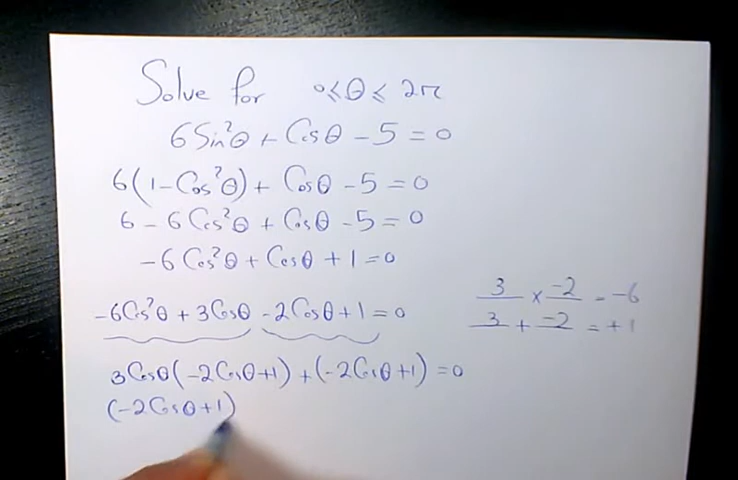 Solve for 0≤θ≤2π
6Sin²θ + Cosθ - 5 = 0
6(1-Cos²θ) + Cosθ - 5 = 0
6 - 6Cos²θ + Cosθ - 5 = 0
-6Cos²θ + Cosθ + 1 = 0
-6Cos²θ + 3Cosθ -2Cosθ + 1 = 0
3Cosθ(-2Cosθ+1) + (-2Cosθ+1) = 0
(-2Cosθ+1)
3 × -2 = -6
3 + -2 = +1